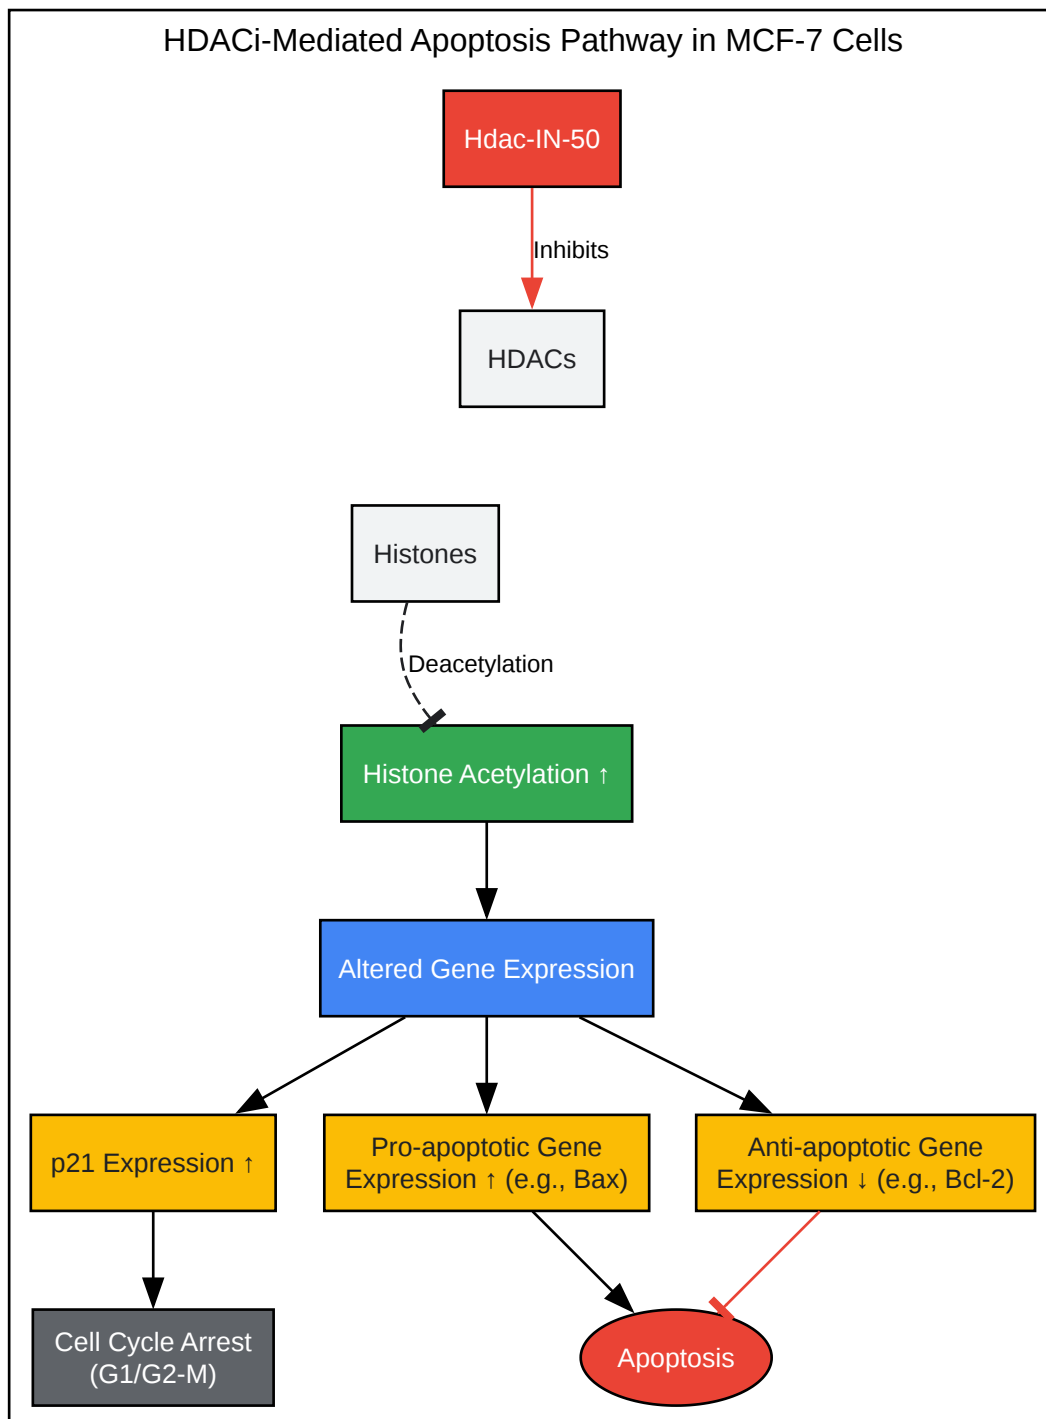 HDACi-Mediated Apoptosis Pathway in MCF-7 Cells
Hdac-IN-50
Inhibits
HDACs
Histones
Deacetylation
Histone Acetylation ↑
Altered Gene Expression
p21 Expression ↑
Pro-apoptotic Gene
Expression ↑ (e.g., Bax)
Anti-apoptotic Gene
Expression ↓ (e.g., Bcl-2)
Cell Cycle Arrest
(G1/G2-M)
Apoptosis